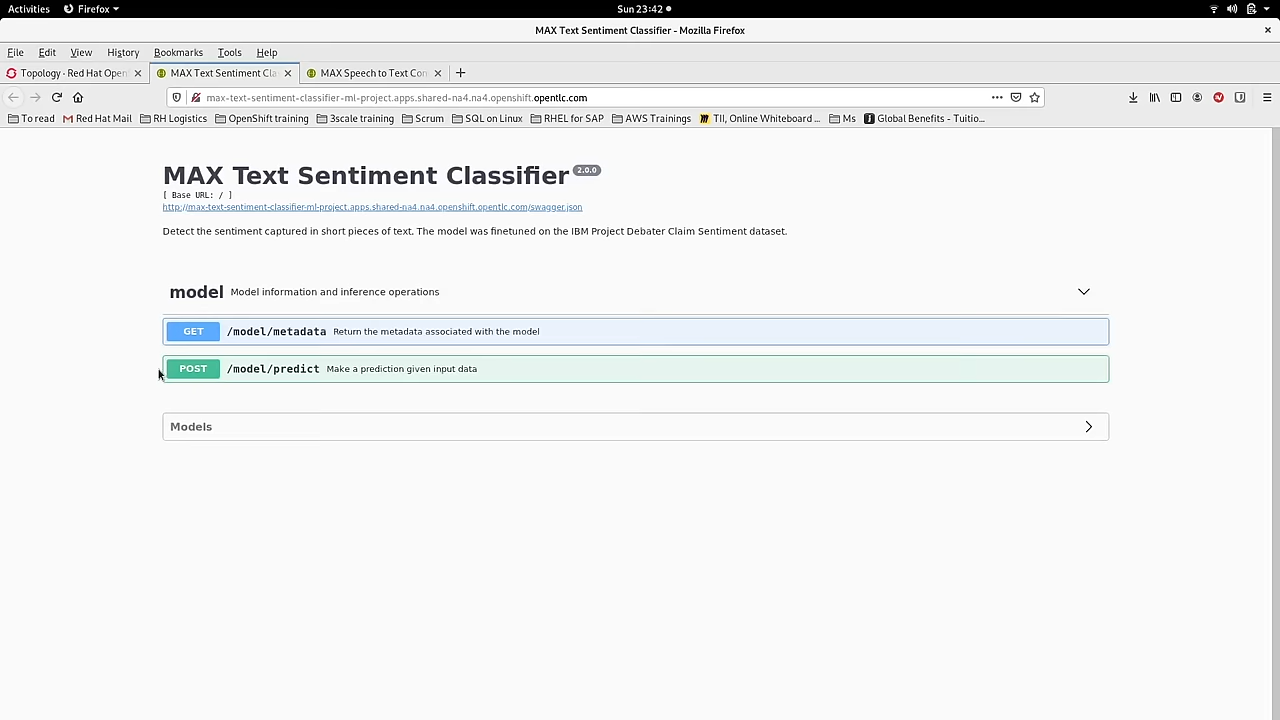 Activities Firefox Sun 23:42
MAX Text Sentiment Classifier - Mozilla Firefox
File Edit View History Bookmarks Tools Help
Topology · Red Hat Open MAX Text Sentiment Cla MAX Speech to Text Con
max-text-sentiment-classifier-ml-project.apps.shared-na4.na4.openshift.opentlc.com
To read Red Hat Mail RH Logistics OpenShift training 3scale training Scrum SQL on Linux RHEL for SAP AWS Trainings TII, Online Whiteboard ... Ms Global Benefits - Tuitio...
MAX Text Sentiment Classifier 2.0.0
[ Base URL: / ]
http://max-text-sentiment-classifier-ml-project.apps.shared-na4.na4.openshift.opentlc.com/swagger.json
Detect the sentiment captured in short pieces of text. The model was finetuned on the IBM Project Debater Claim Sentiment dataset.
model Model information and inference operations
GET /model/metadata Return the metadata associated with the model
POST /model/predict Make a prediction given input data
Models